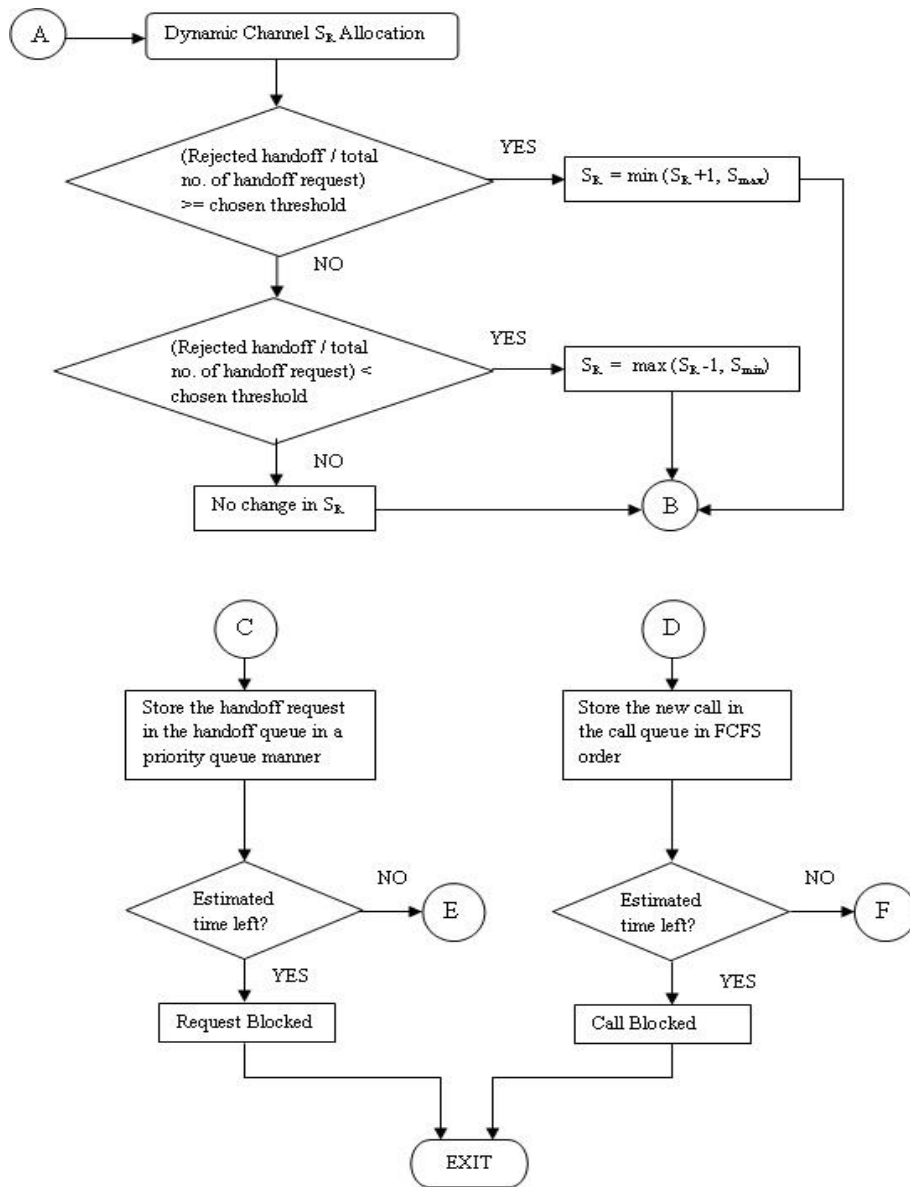 A
Dynamic Channel S_R Allocation
(Rejected handoff / total
no. of handoff request)
>= chosen threshold
YES
S_R = min (S_R +1, S_max)
NO
(Rejected handoff / total
no. of handoff request) <
chosen threshold
YES
S_R = max (S_R -1, S_min)
NO
No change in S_R
B
C
Store the handoff request
in the handoff queue in a
priority queue manner
Estimated
time left?
NO
E
YES
Request Blocked
D
Store the new call in
the call queue in FCFS
order
Estimated
time left?
NO
F
YES
Call Blocked
EXIT